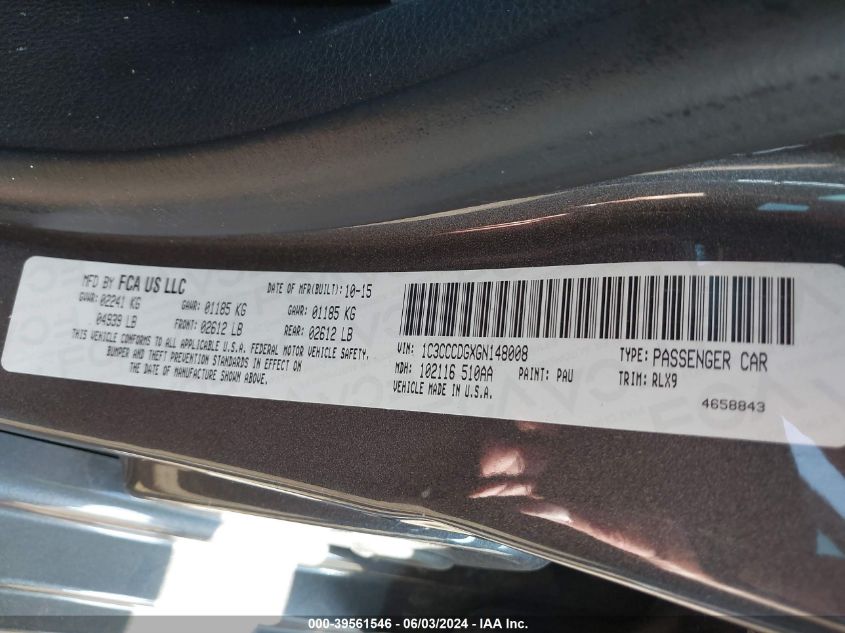 MFD BY FCA US LLC DATE OF MFR(BUILT): 10-15
GVWR: 02241 KG GAWR: 01185 KG GAWR: 01185 KG
04939 LB FRONT: 02612 LB REAR: 02612 LB
THIS VEHICLE CONFORMS TO ALL APPLICABLE U.S.A. FEDERAL MOTOR VEHICLE SAFETY,
BUMPER AND THEFT PREVENTION STANDARDS IN EFFECT ON
THE DATE OF MANUFACTURE SHOWN ABOVE.
VIN: 1C3CCCDGXGN148008 TYPE: PASSENGER CAR
MDH: 102116 510AA PAINT: PAU TRIM: RLX9
VEHICLE MADE IN U.S.A.
4658843
000-39561546 | 06/03/2024 | IAA Inc.